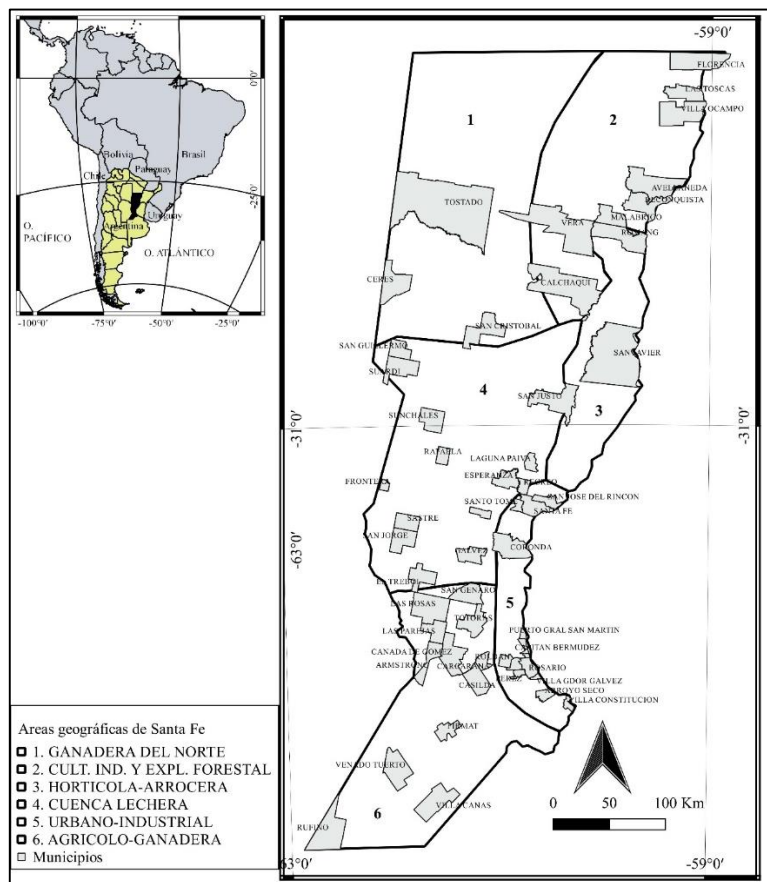 0°0'
Bolivia
Brasil
Paraguay
Chile
-25°0'
Uruguay
Argentina
O.
PACÍFICO
O. ATLÁNTICO
-100°0'
-75°0'
-50°0'
-25°0'
-59°0'
FLORENCIA
LAS TOSCAS
VILLA OCAMPO
1
2
AVELLANEDA
RECONQUISTA
TOSTADO
MALABRIGO
VERA
ROMANG
CERES
CALCHAQUI
SAN CRISTOBAL
SAN GUILLERMO
SAN JAVIER
SUARDI
4
SAN JUSTO
3
SUNCHALES
-31°0'
-31°0'
RAFAELA
LAGUNA PAIVA
ESPERANZA
RECREO
FRONTERA
SAN JOSE DEL RINCON
SANTO TOME
SANTA FE
SASTRE
SAN JORGE
GALVEZ
CORONDA
-63°0'
EL TREBOL
SAN GENARO
5
LAS ROSAS
TOTORAS
PUERTO GRAL SAN MARTIN
LAS PAREJAS
CAPITAN BERMUDEZ
CANADA DE GOMEZ
ROLDAN
ROSARIO
ARMSTRONG
CARCARANA
PEREZ
VILLA GDOR GALVEZ
CASILDA
ARROYO SECO
VILLA CONSTITUCION
FIRMAT
VENADO TUERTO
VILLA CANAS
6
RUFINO
0 50 100 Km
-63°0'
-59°0'
Areas geográficas de Santa Fe
1. GANADERA DEL NORTE
2. CULT. IND. Y EXPL. FORESTAL
3. HORTICOLA-ARROCERA
4. CUENCA LECHERA
5. URBANO-INDUSTRIAL
6. AGRICOLO-GANADERA
Municipios